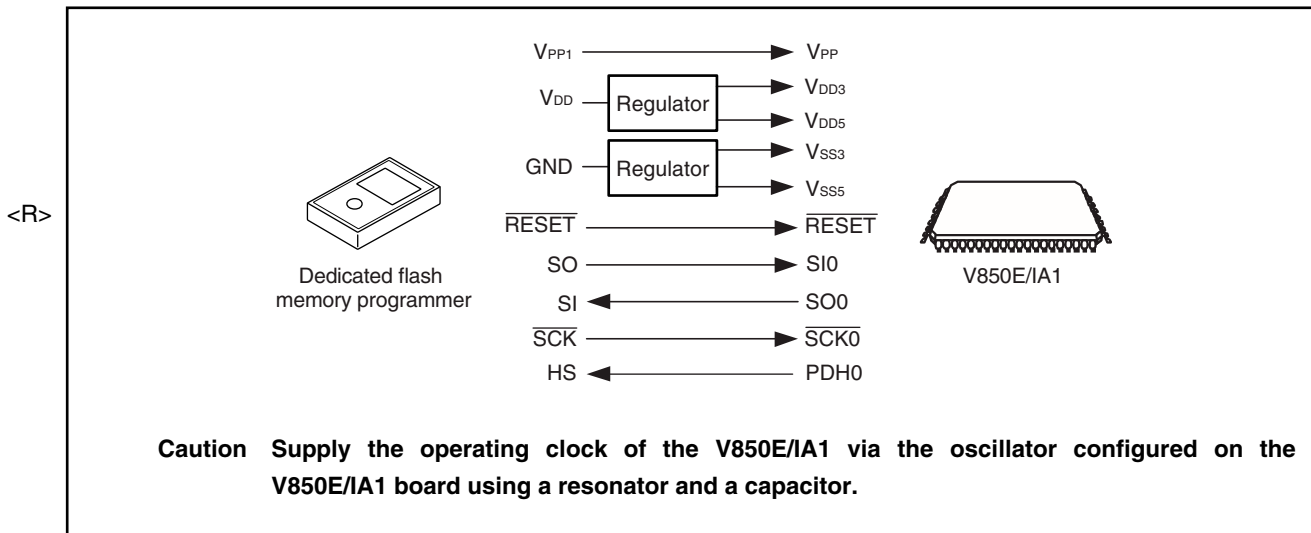 VPP1 VPP
VDD Regulator VDD3
VDD5
GND Regulator VSS3
VSS5
<R>
RESET RESET
SO SI0
SI SO0
SCK SCK0
HS PDH0
Dedicated flash
memory programmer
V850E/IA1
Caution Supply the operating clock of the V850E/IA1 via the oscillator configured on the
V850E/IA1 board using a resonator and a capacitor.